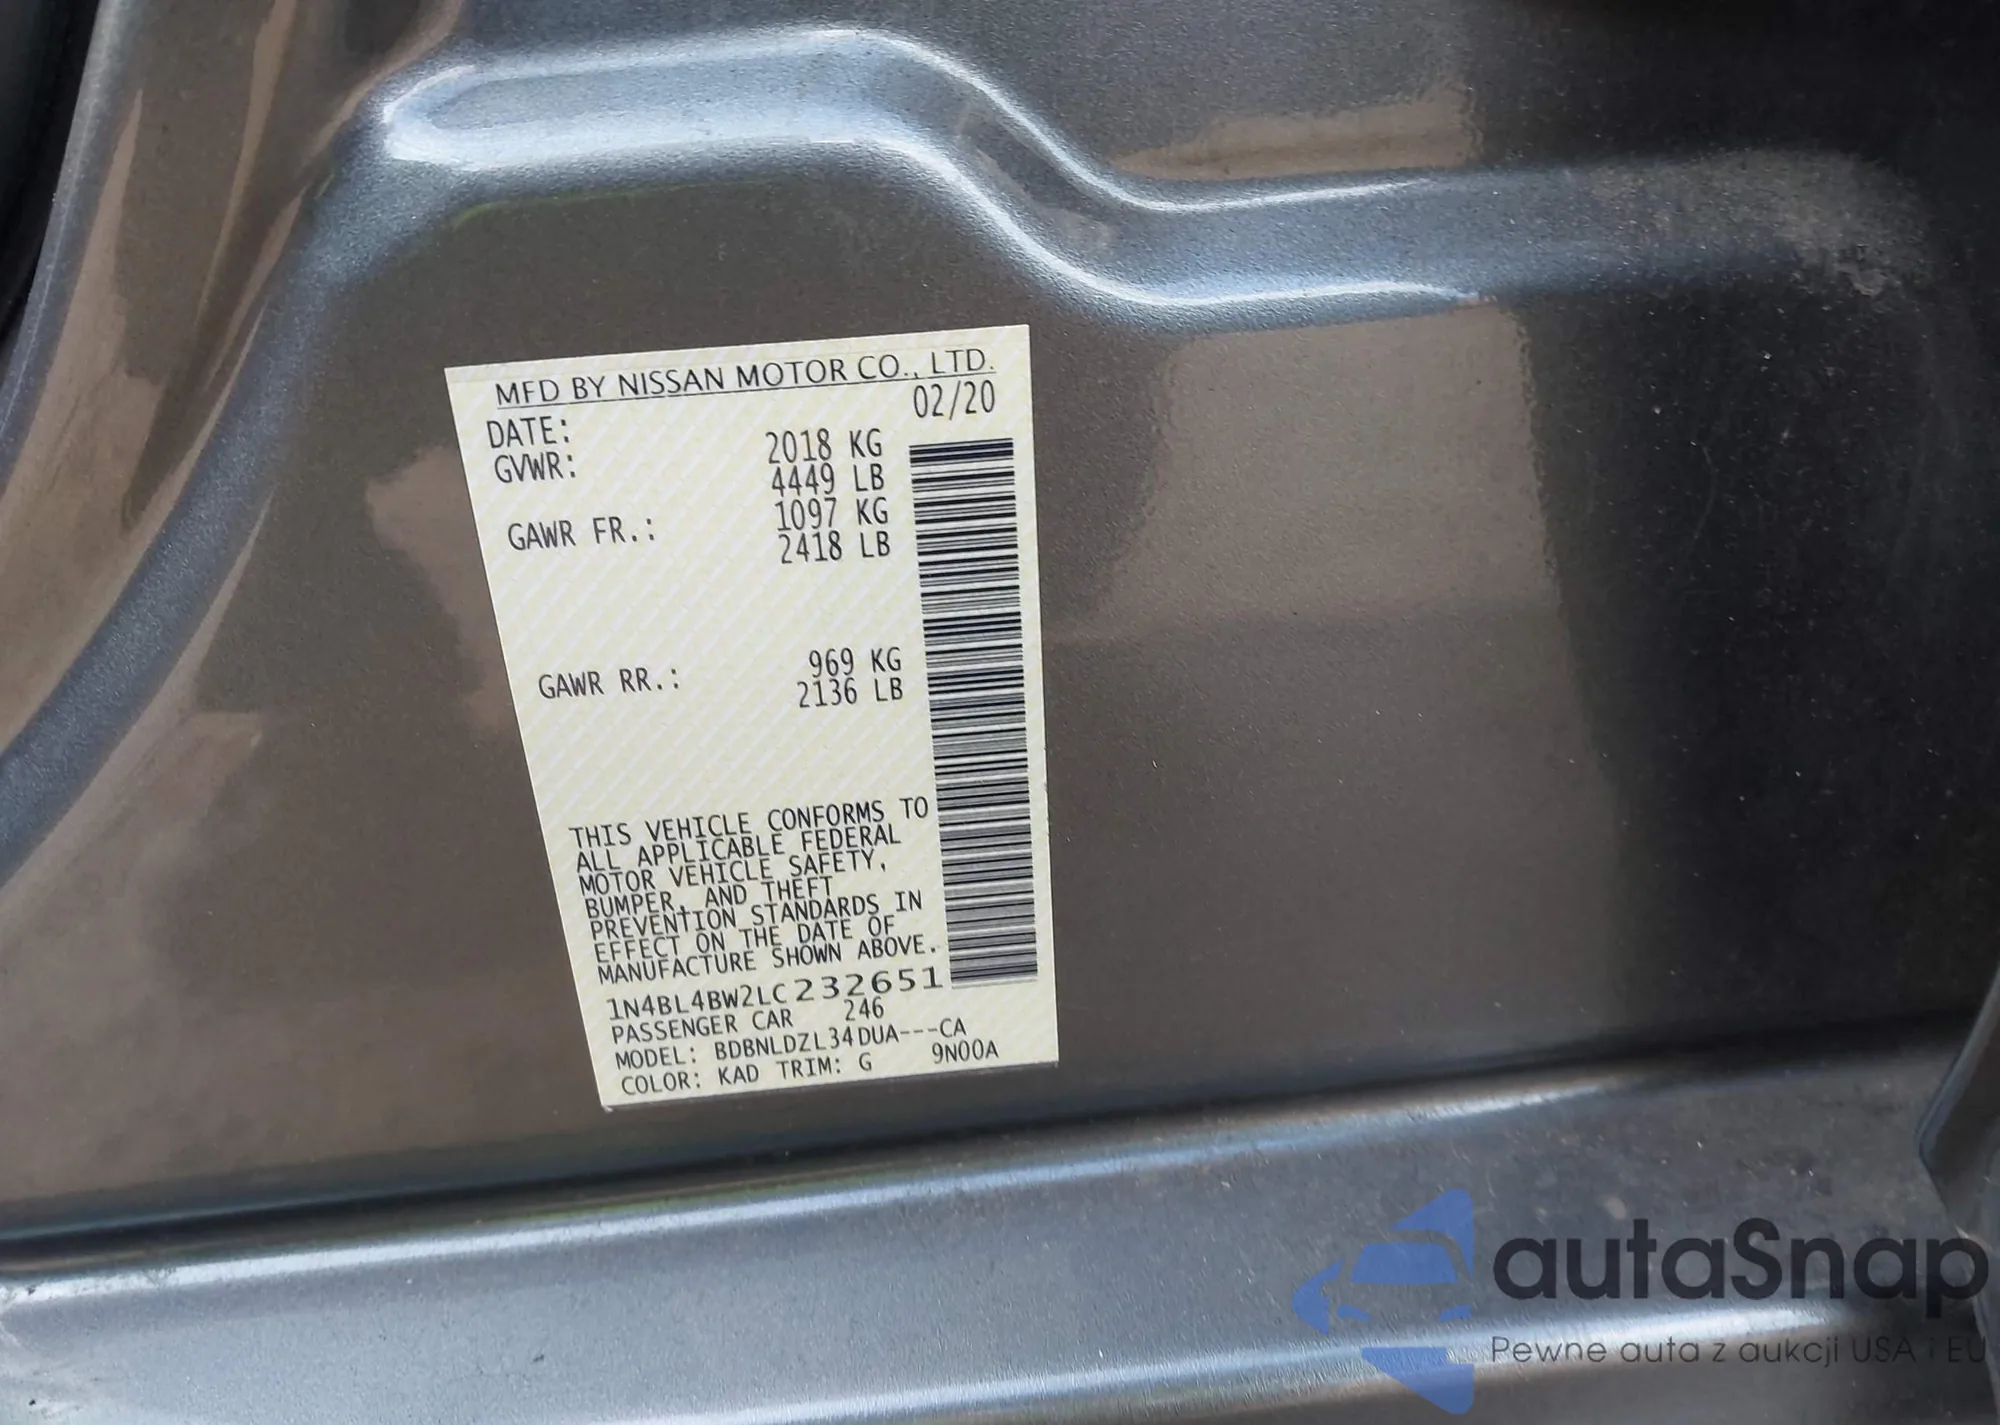 MFD BY NISSAN MOTOR CO., LTD.
DATE: 02/20
GVWR: 2018 KG
4449 LB
GAWR FR.: 1097 KG
2418 LB
GAWR RR.: 969 KG
2136 LB
THIS VEHICLE CONFORMS TO
ALL APPLICABLE FEDERAL
MOTOR VEHICLE SAFETY,
BUMPER, AND THEFT
PREVENTION STANDARDS IN
EFFECT ON THE DATE OF
MANUFACTURE SHOWN ABOVE.
1N4BL4BW2LC232651
PASSENGER CAR 246
MODEL: BDBNLDZL34DUA---CA
COLOR: KAD TRIM: G 9N00A
autaSnap
Pewne auta z aukcji USA i EU